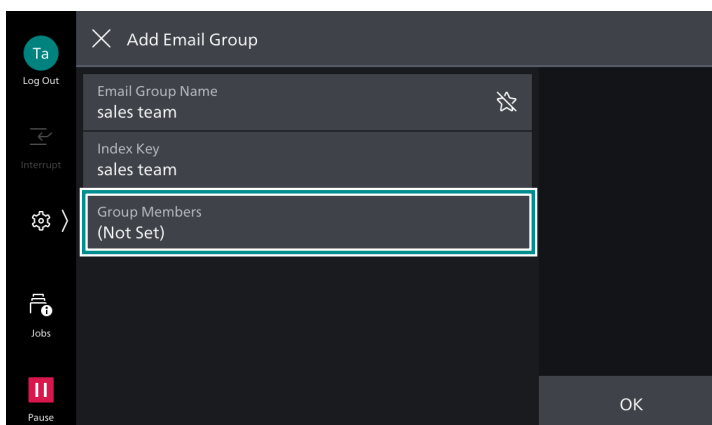 Ta
Log Out
Interrupt
Jobs
Pause
Add Email Group
Email Group Name
sales team
Index Key
sales team
Group Members
(Not Set)
OK